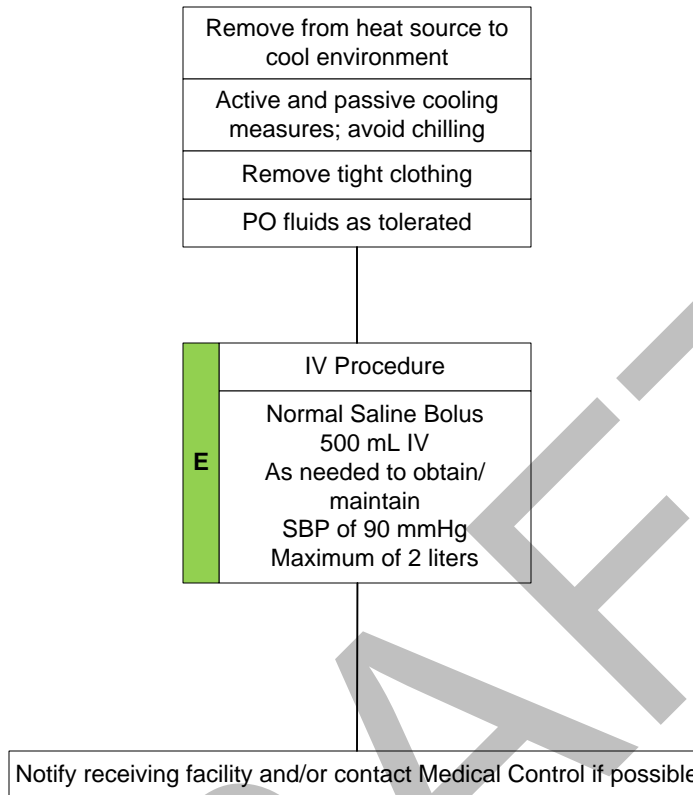 Remove from heat source to
cool environment
Active and passive cooling
measures; avoid chilling
Remove tight clothing
PO fluids as tolerated
E
IV Procedure
Normal Saline Bolus
500 mL IV
As needed to obtain/
maintain
SBP of 90 mmHg
Maximum of 2 liters
Notify receiving facility and/or contact Medical Control if possible